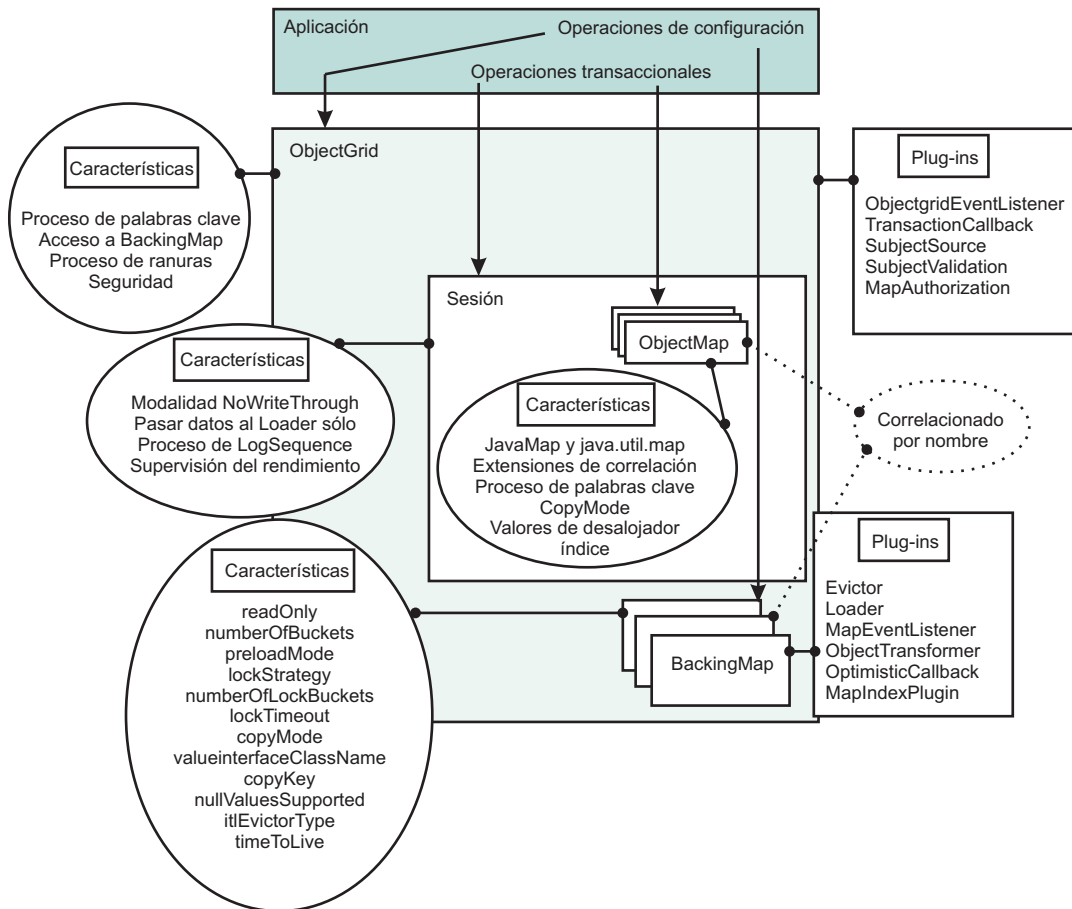 Aplicación
Operaciones de configuración
Operaciones transaccionales
ObjectGrid
Características
Proceso de palabras clave
Acceso a BackingMap
Proceso de ranuras
Seguridad
Plug-ins
ObjectgridEventListener
TransactionCallback
SubjectSource
SubjectValidation
MapAuthorization
Sesión
ObjectMap
Características
Modalidad NoWriteThrough
Pasar datos al Loader sólo
Proceso de LogSequence
Supervisión del rendimiento
Características
JavaMap y java.util.map
Extensiones de correlación
Proceso de palabras clave
CopyMode
Valores de desalojador
índice
Correlacionado
por nombre
Características
readOnly
numberOfBuckets
preloadMode
lockStrategy
numberOfLockBuckets
lockTimeout
copyMode
valueinterfaceClassName
copyKey
nullValuesSupported
itlEvictorType
timeToLive
BackingMap
Plug-ins
Evictor
Loader
MapEventListener
ObjectTransformer
OptimisticCallback
MapIndexPlugin